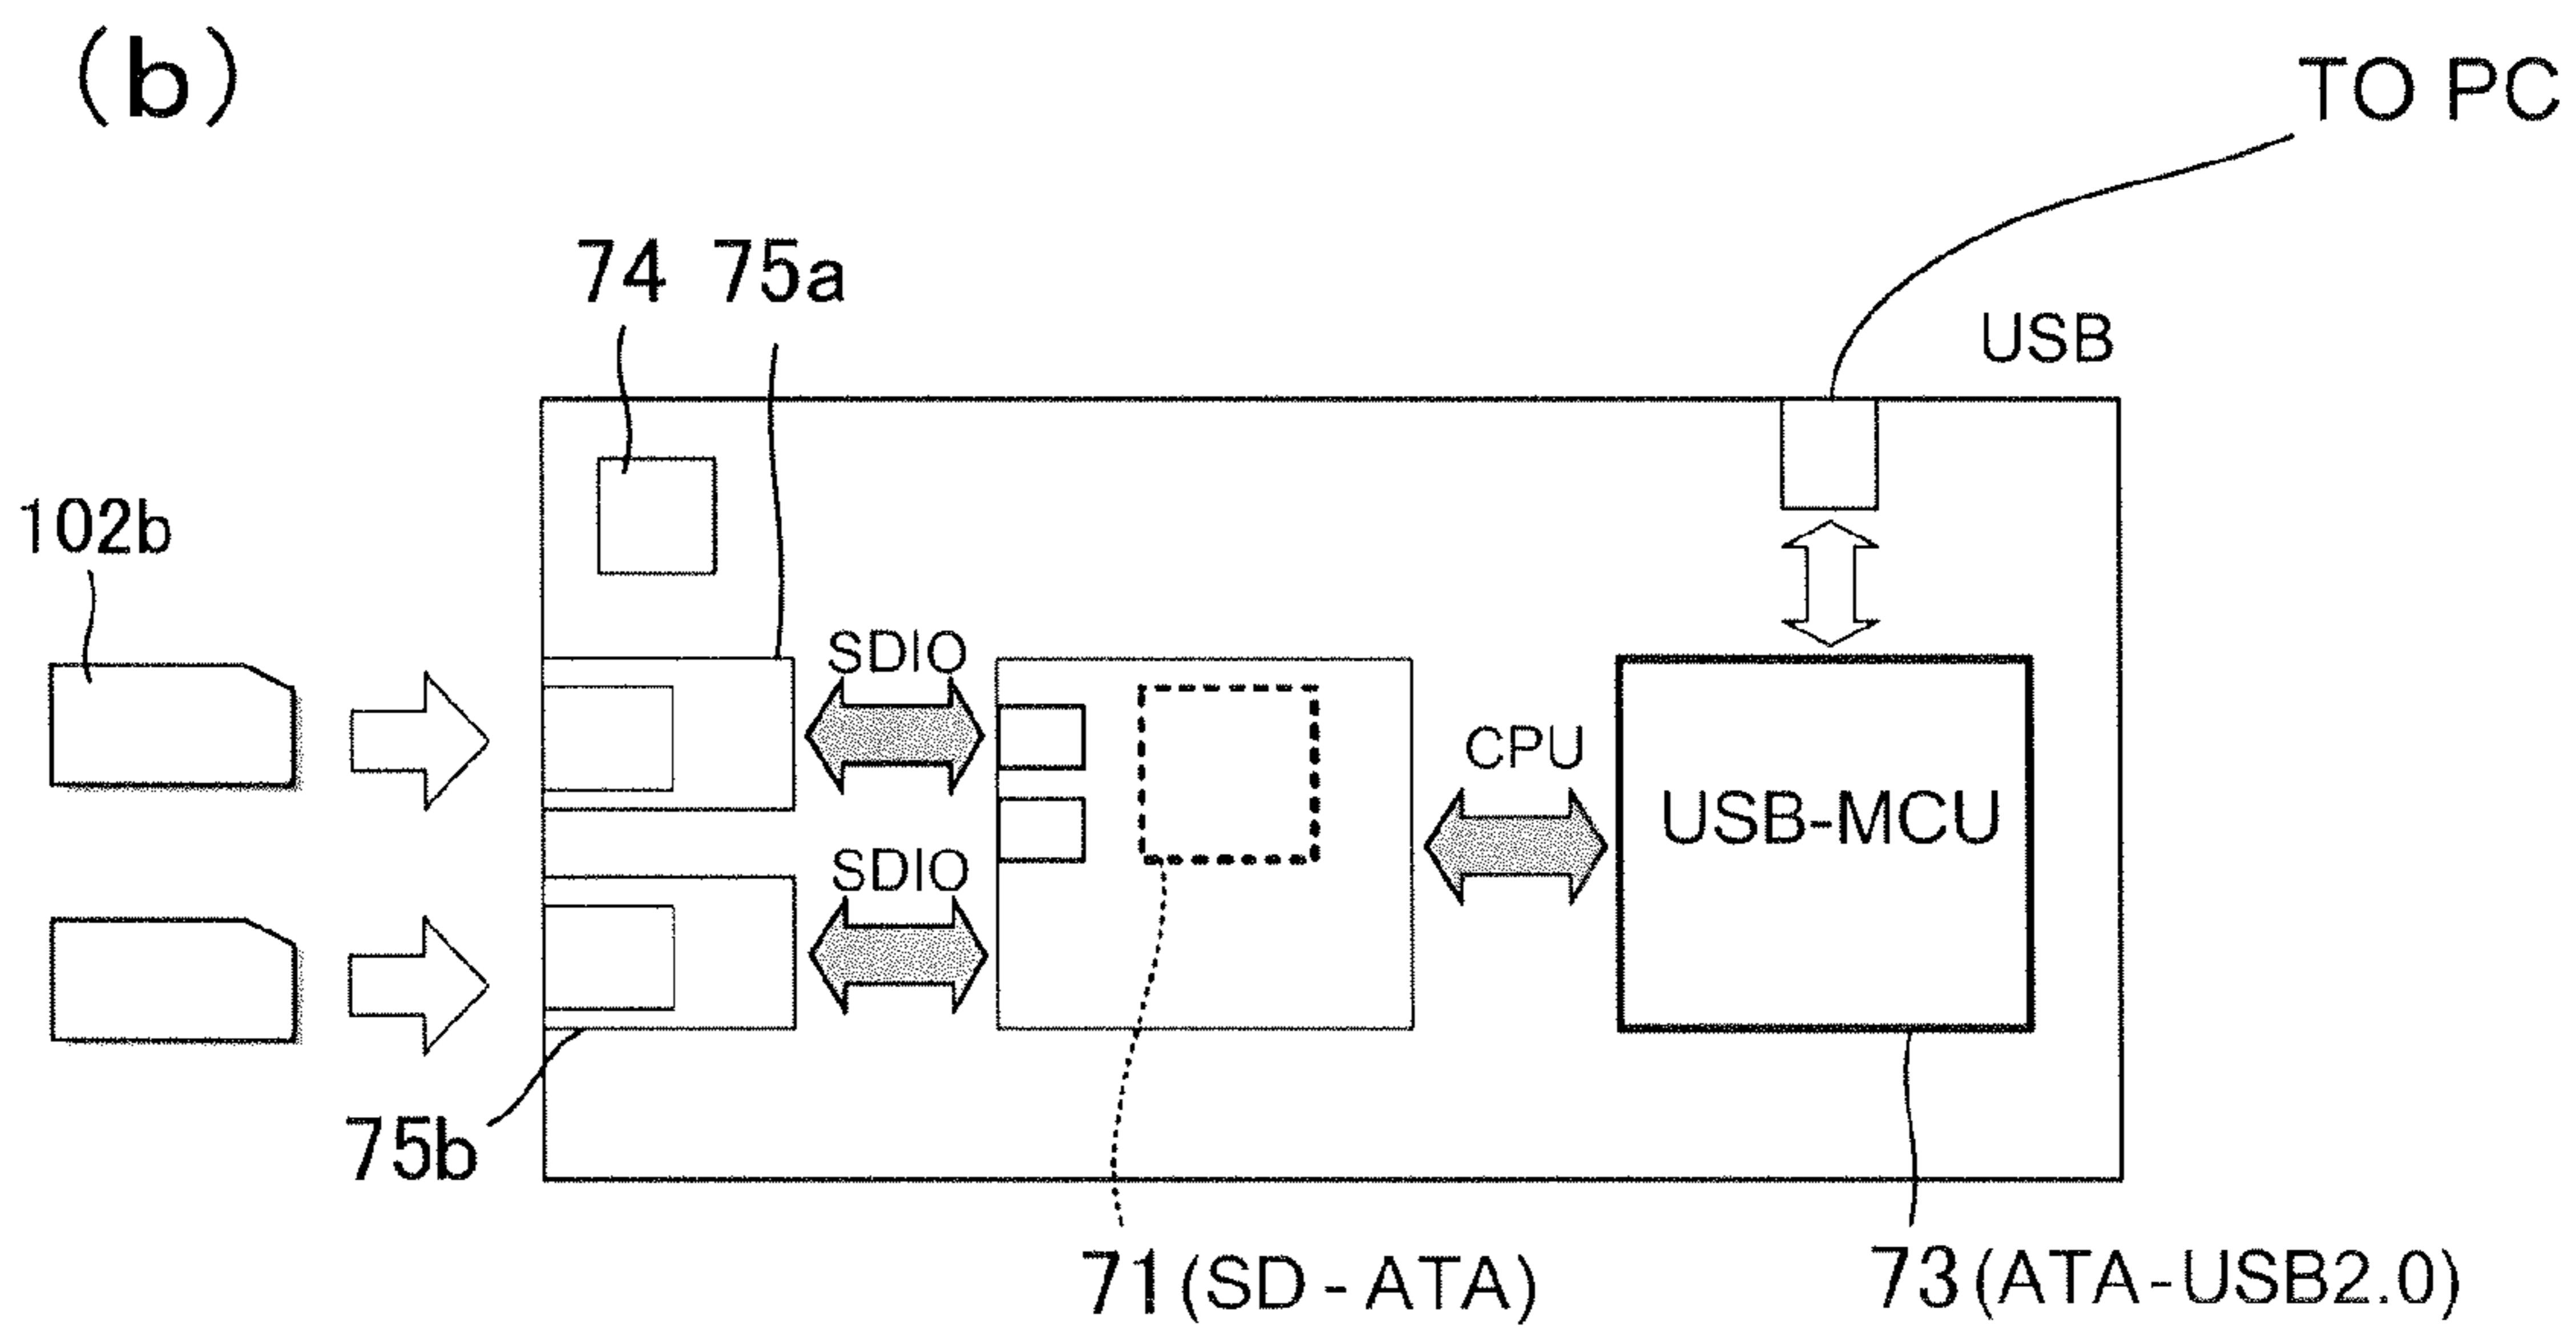 (b)
TO PC
74 75a
USB
102b
SDIO
CPU
USB-MCU
SDIO
75b
71(SD-ATA)
73(ATA-USB2.0)